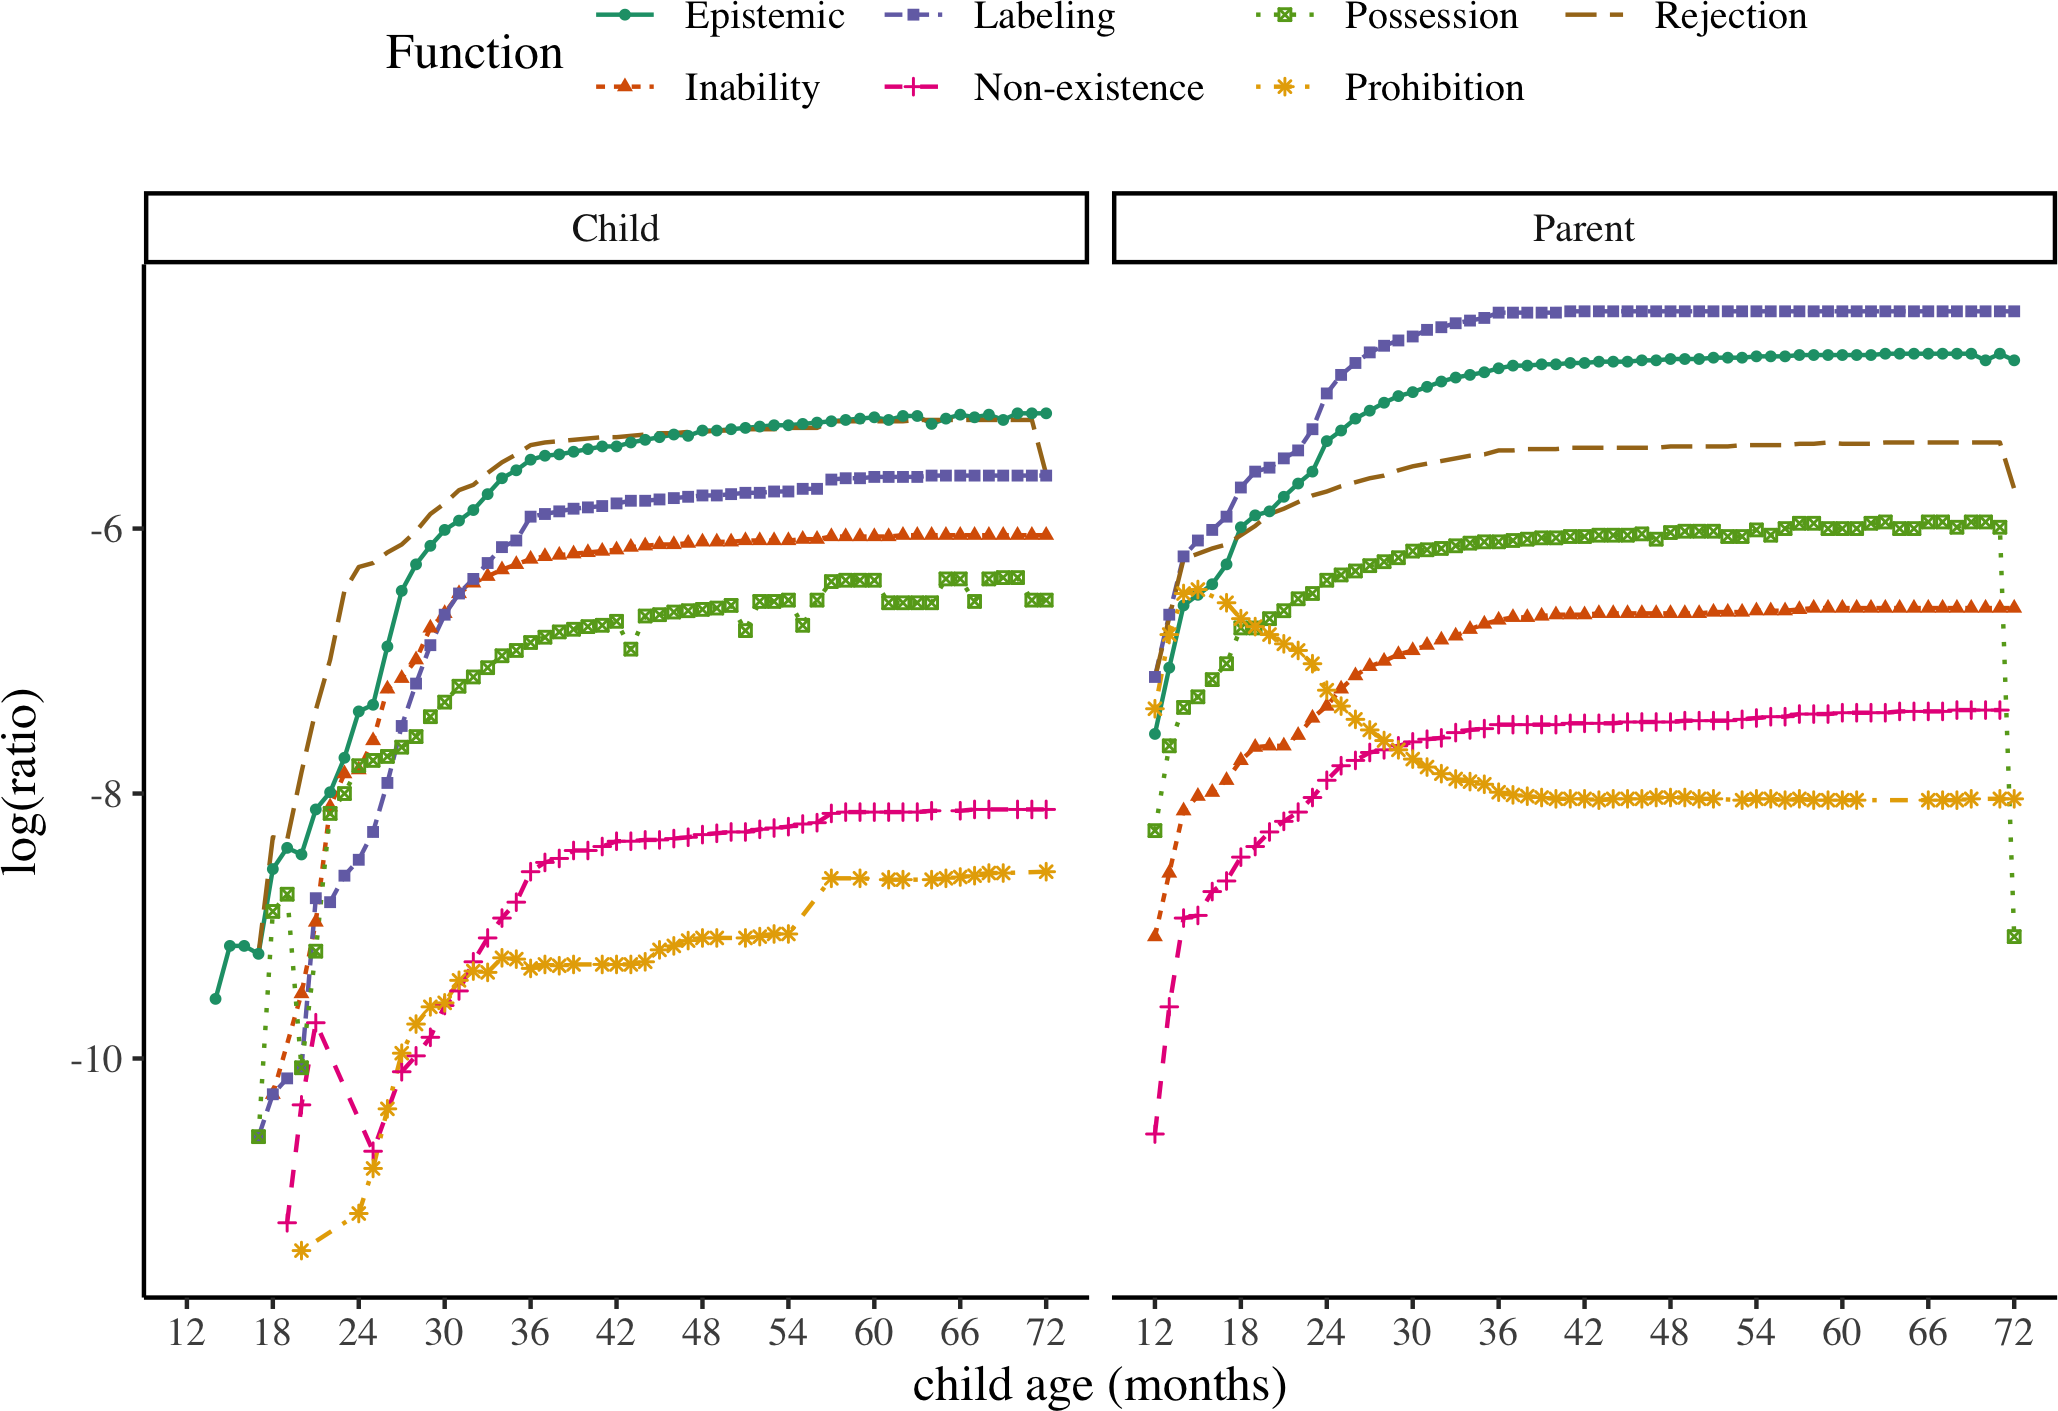 Function
Epistemic Labeling Possession Rejection
Inability Non-existence Prohibition
Child Parent
log(ratio)
-6
-8
-10
12 18 24 30 36 42 48 54 60 66 72 12 18 24 30 36 42 48 54 60 66 72
child age (months)